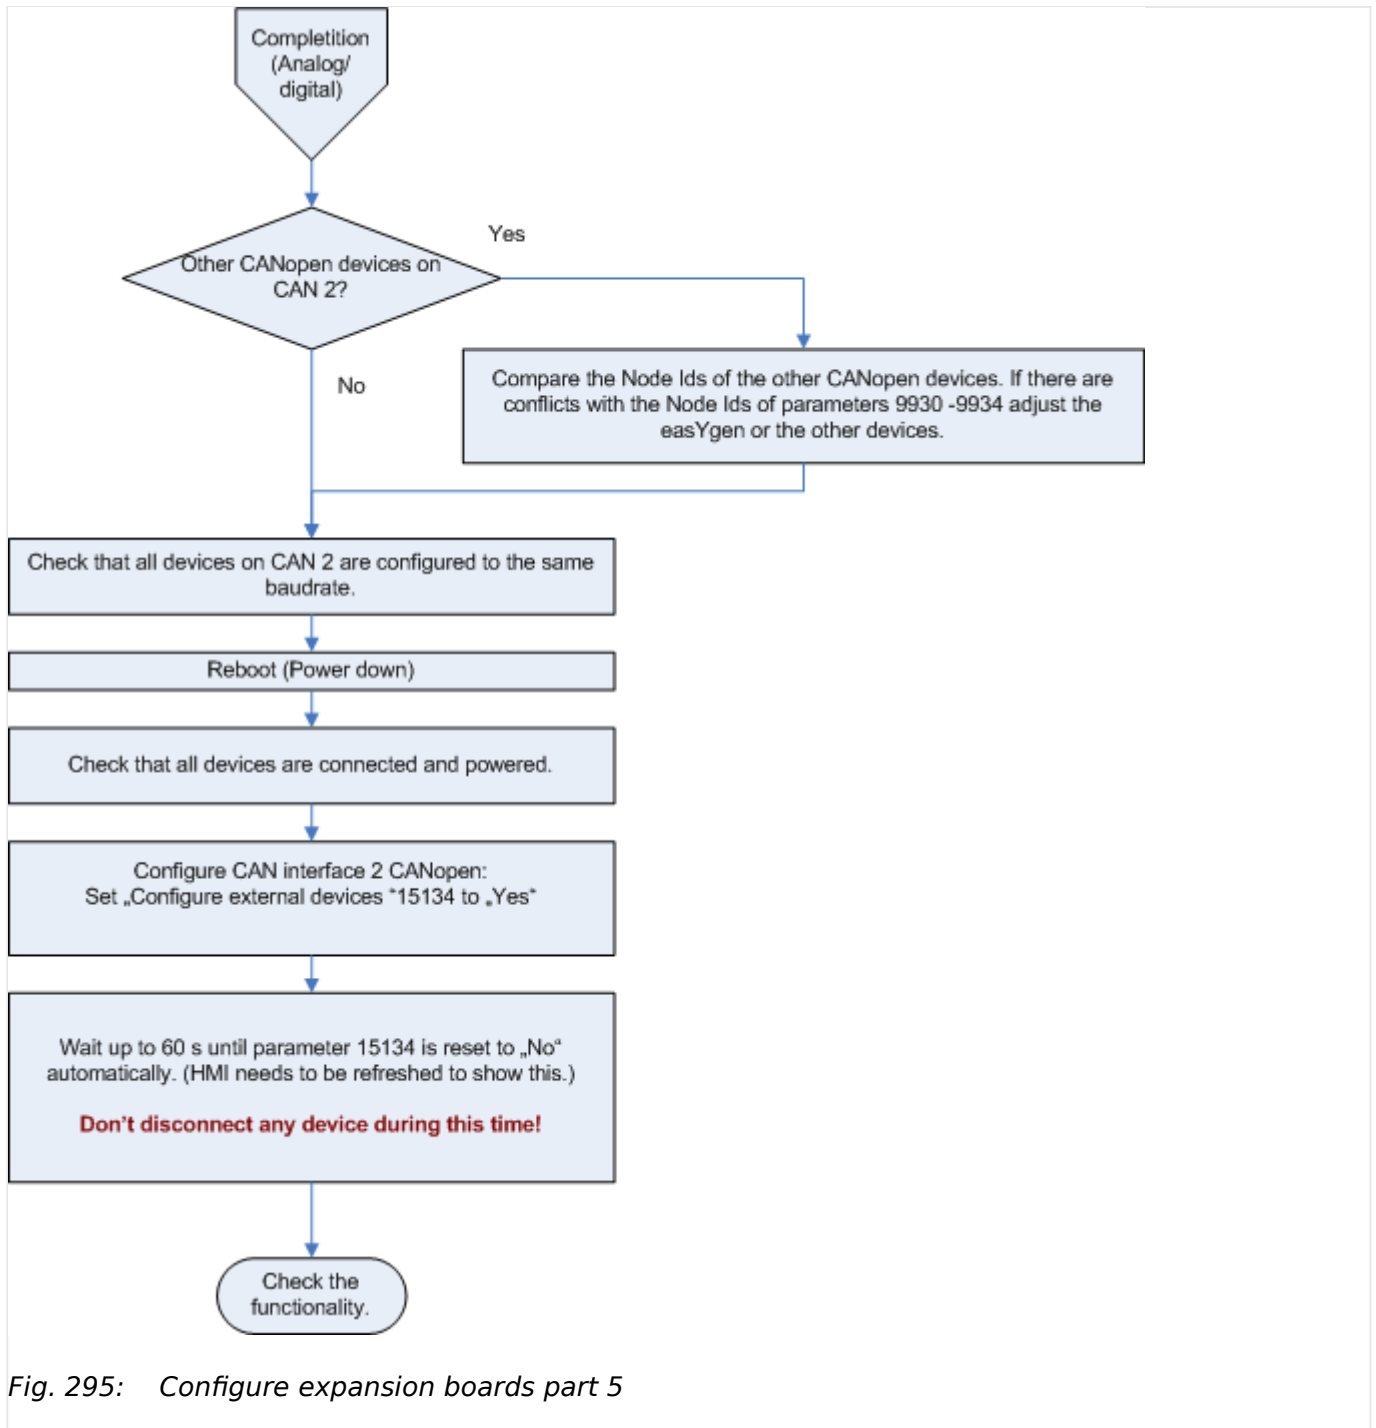 Completition
(Analog/
digital)
Yes
Other CANopen devices on
CAN 2?
No
Compare the Node Ids of the other CANopen devices. If there are
conflicts with the Node Ids of parameters 9930 -9934 adjust the
easYgen or the other devices.
Check that all devices on CAN 2 are configured to the same
baudrate.
Reboot (Power down)
Check that all devices are connected and powered.
Configure CAN interface 2 CANopen:
Set „Configure external devices “15134 to „Yes“
Wait up to 60 s until parameter 15134 is reset to „No“
automatically. (HMI needs to be refreshed to show this.)
Don’t disconnect any device during this time!
Check the
functionality.
Fig. 295: Configure expansion boards part 5